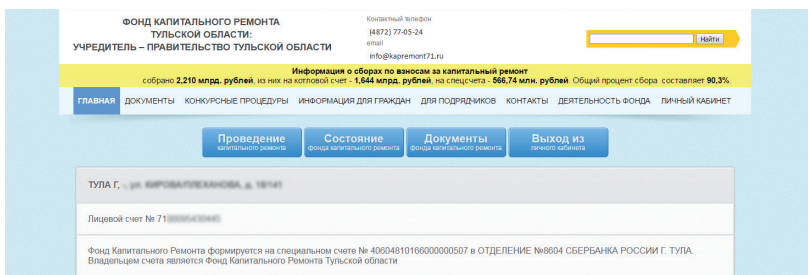 ФОНД КАПИТАЛЬНОГО РЕМОНТА
ТУЛЬСКОЙ ОБЛАСТИ:
УЧРЕДИТЕЛЬ – ПРАВИТЕЛЬСТВО ТУЛЬСКОЙ ОБЛАСТИ
Контактный телефон
(4872) 77-05-24
email
info@kapremont71.ru
Найти
Информация о сборах по взносам за капитальный ремонт
собрано 2,210 млрд. рублей, из них на котловой счет - 1,644 млрд. рублей, на спецсчета - 566,74 млн. рублей. Общий процент сбора составляет 90,3%.
ГЛАВНАЯ ДОКУМЕНТЫ КОНКУРСНЫЕ ПРОЦЕДУРЫ ИНФОРМАЦИЯ ДЛЯ ГРАЖДАН ДЛЯ ПОДРЯДЧИКОВ КОНТАКТЫ ДЕЯТЕЛЬНОСТЬ ФОНДА ЛИЧНЫЙ КАБИНЕТ
Проведение
капитального ремонта
Состояние
фонда капитального ремонта
Документы
фонда капитального ремонта
Выход из
личного кабинета
ТУЛА Г,
Лицевой счет № 71
Фонд Капитального Ремонта формируется на специальном счете № 40604810166000000507 в ОТДЕЛЕНИЕ №8604 СБЕРБАНКА РОССИИ Г. ТУЛА.
Владельцем счета является Фонд Капитального Ремонта Тульской области